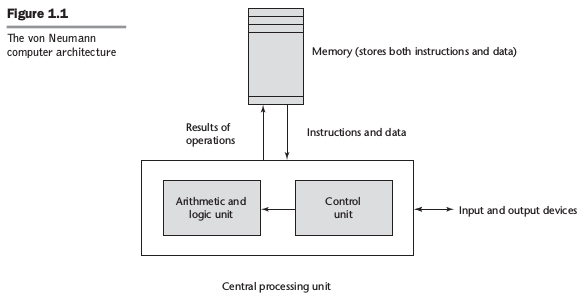 Figure 1.1
The von Neumann
computer architecture
Memory (stores both instructions and data)
Results of
operations
Instructions and data
Arithmetic and
logic unit
Control
unit
Input and output devices
Central processing unit